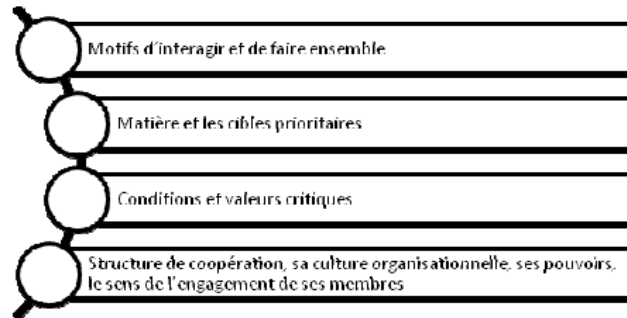 Motifs d'interagir et de faire ensemble
Matière et les cibles prioritaires
Conditions et valeurs critiques
Structure de coopération, sa culture organisationnelle, ses pouvoirs,
le sens de l'engagement de ses membres